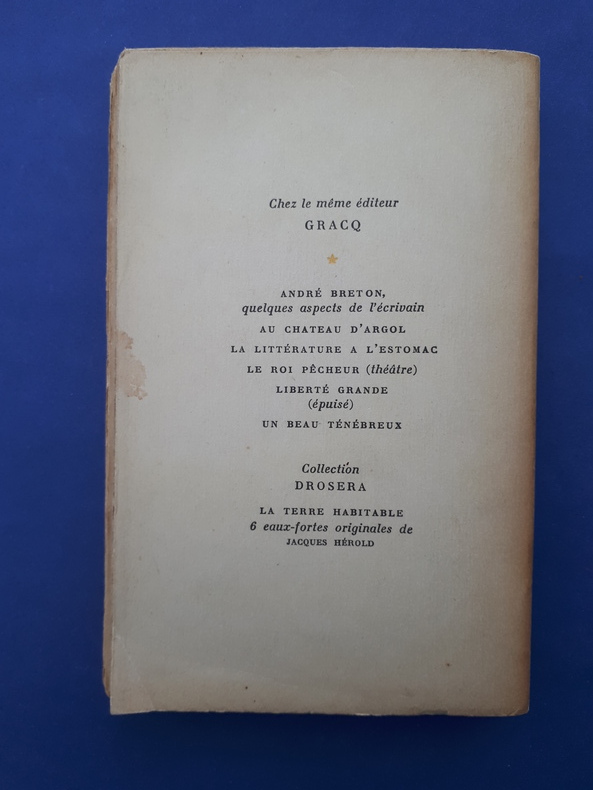 Chez le même éditeur
GRACQ
*
ANDRÉ BRETON,
quelques aspects de l'écrivain
AU CHATEAU D'ARGOL
LA LITTÉRATURE A L'ESTOMAC
LE ROI PÊCHEUR (théâtre)
LIBERTÉ GRANDE
(épuisé)
UN BEAU TÉNÉBREUX
Collection
DROSERA
LA TERRE HABITABLE
6 eaux-fortes originales de
JACQUES HÉROLD